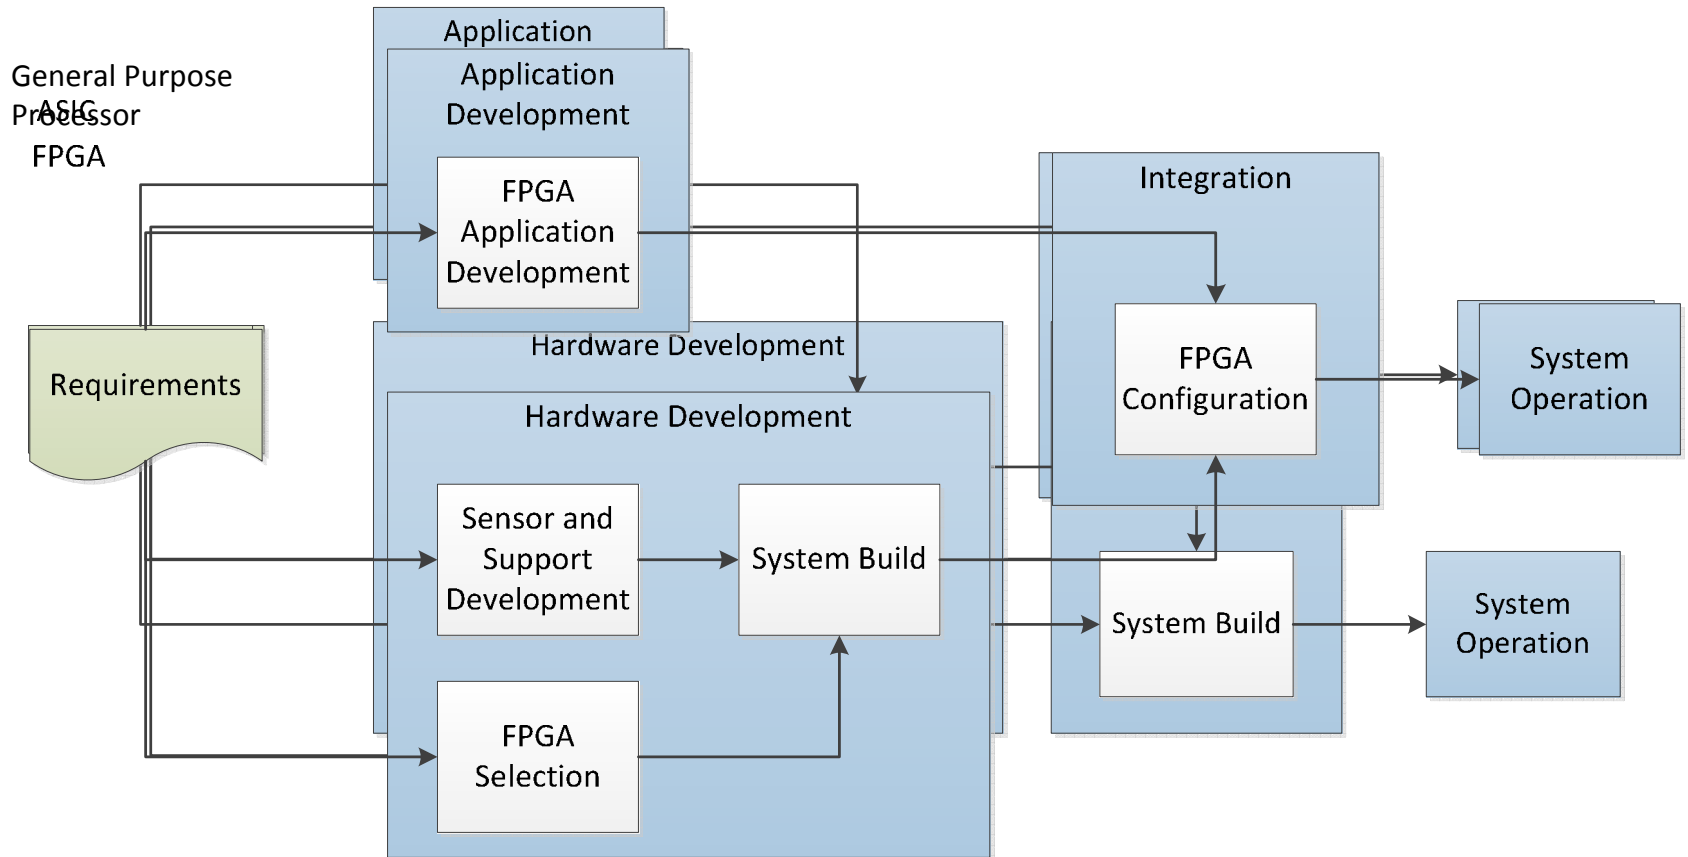 General Purpose
Processor
ASIC
FPGA
Application
Application
Development
FPGA
Application
Development
Requirements
Hardware Development
Hardware Development
Sensor and
Support
Development
System Build
FPGA
Selection
Integration
FPGA
Configuration
System Build
System
Operation
System
Operation